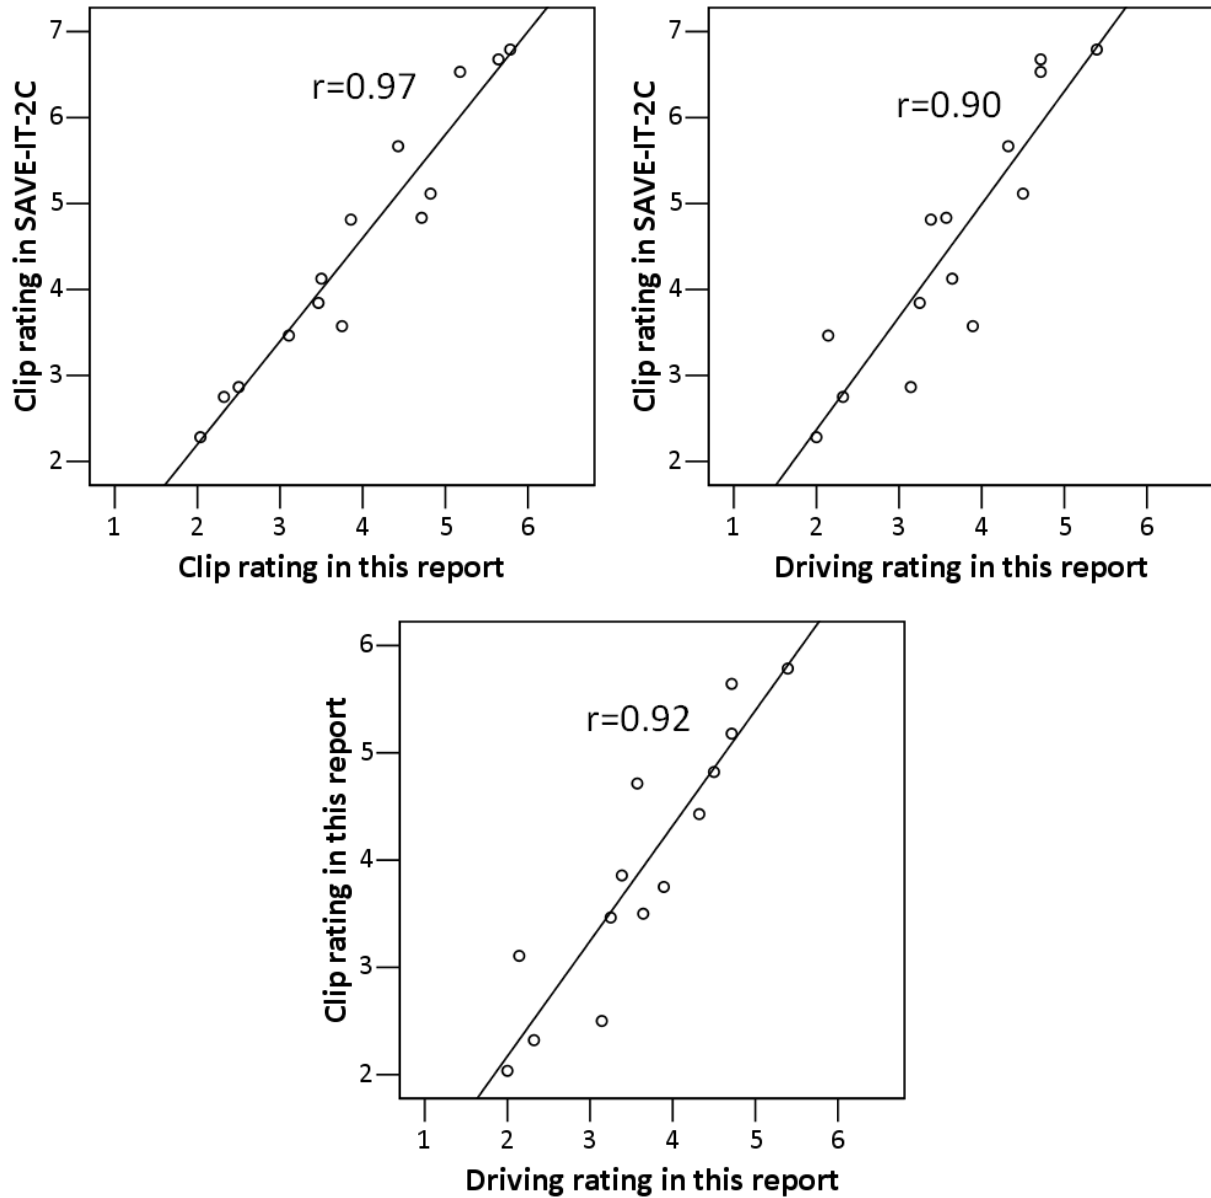 7
6
5
4
3
2
Clip rating in SAVE-IT-2C
r=0.97
1 2 3 4 5 6
Clip rating in this report
7
6
5
4
3
2
Clip rating in SAVE-IT-2C
r=0.90
1 2 3 4 5 6
Driving rating in this report
6
5
4
3
2
Clip rating in this report
r=0.92
1 2 3 4 5 6
Driving rating in this report